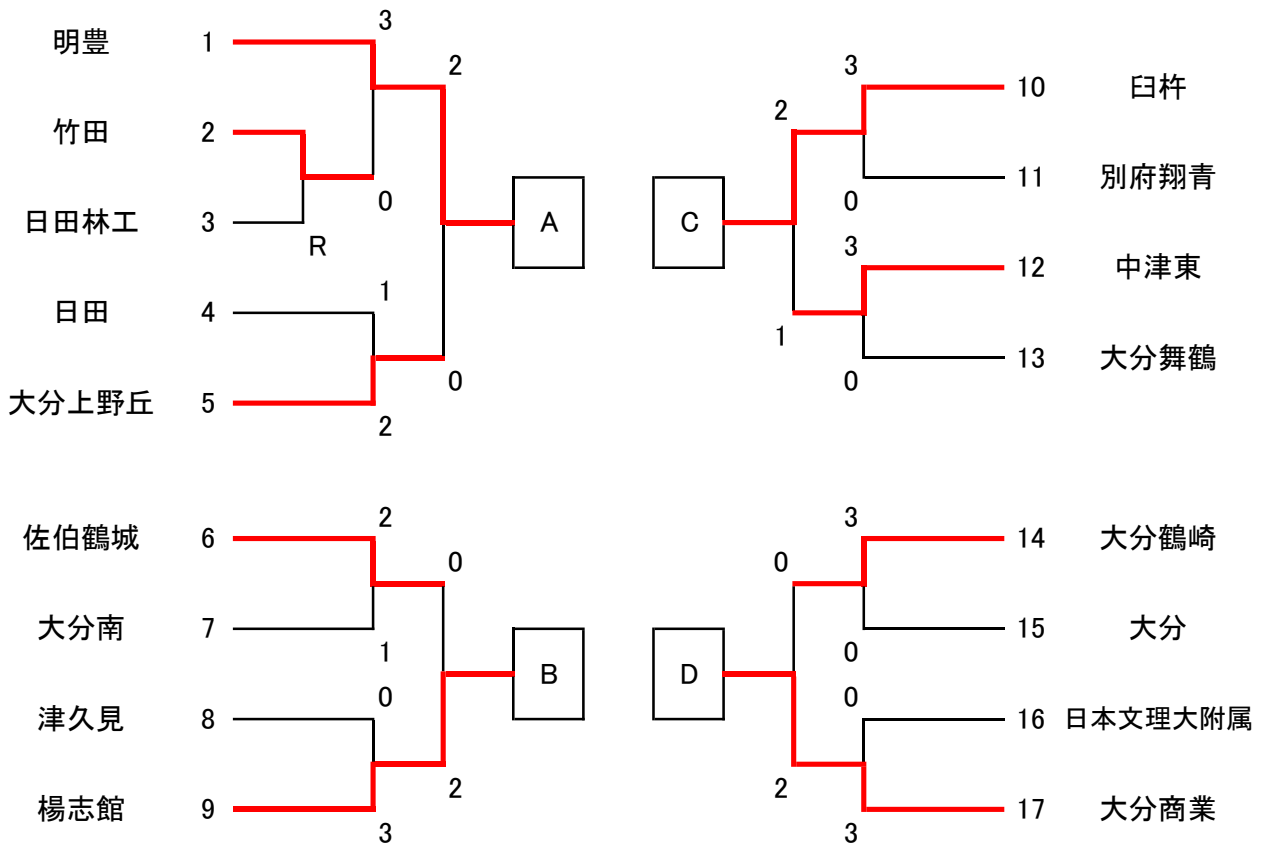 明豊 1 3
2
竹田 2
0
日田林工 3
R
A
日田 4 1
0
大分上野丘 5
2
佐伯鶴城 6 2
0
大分南 7
1
B
津久見 8 0
2
楊志館 9
3
3
10 臼杵
2
11 別府翔青
0
C
3
12 中津東
1
13 大分舞鶴
0
3
14 大分鶴崎
0
15 大分
0
D
0
16 日本文理大附属
2
17 大分商業
3